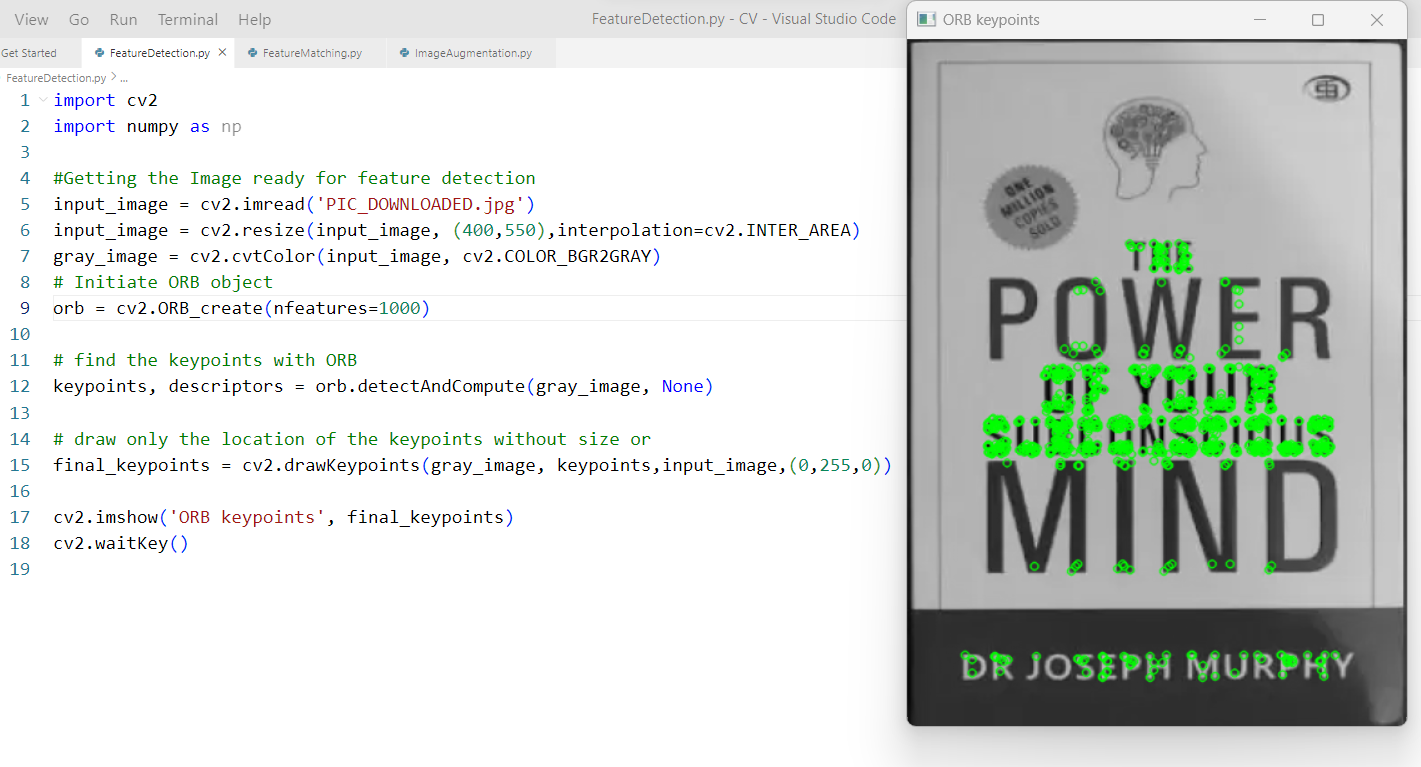 View Go Run Terminal Help
FeatureDetection.py - CV - Visual Studio Code
Get Started
FeatureDetection.py
FeatureMatching.py
ImageAugmentation.py
FeatureDetection.py > ...
1 import cv2
2 import numpy as np
3
4 #Getting the Image ready for feature detection
5 input_image = cv2.imread('PIC_DOWNLOADED.jpg')
6 input_image = cv2.resize(input_image, (400,550),interpolation=cv2.INTER_AREA)
7 gray_image = cv2.cvtColor(input_image, cv2.COLOR_BGR2GRAY)
8 # Initiate ORB object
9 orb = cv2.ORB_create(nfeatures=1000)
10
11 # find the keypoints with ORB
12 keypoints, descriptors = orb.detectAndCompute(gray_image, None)
13
14 # draw only the location of the keypoints without size or
15 final_keypoints = cv2.drawKeypoints(gray_image, keypoints,input_image,(0,255,0))
16
17 cv2.imshow('ORB keypoints', final_keypoints)
18 cv2.waitKey()
19
ORB keypoints
ONE
MILLION
COPIES
SOLD
THE
POWER
OF YOUR
SUBCONSCIOUS
MIND
DR JOSEPH MURPHY